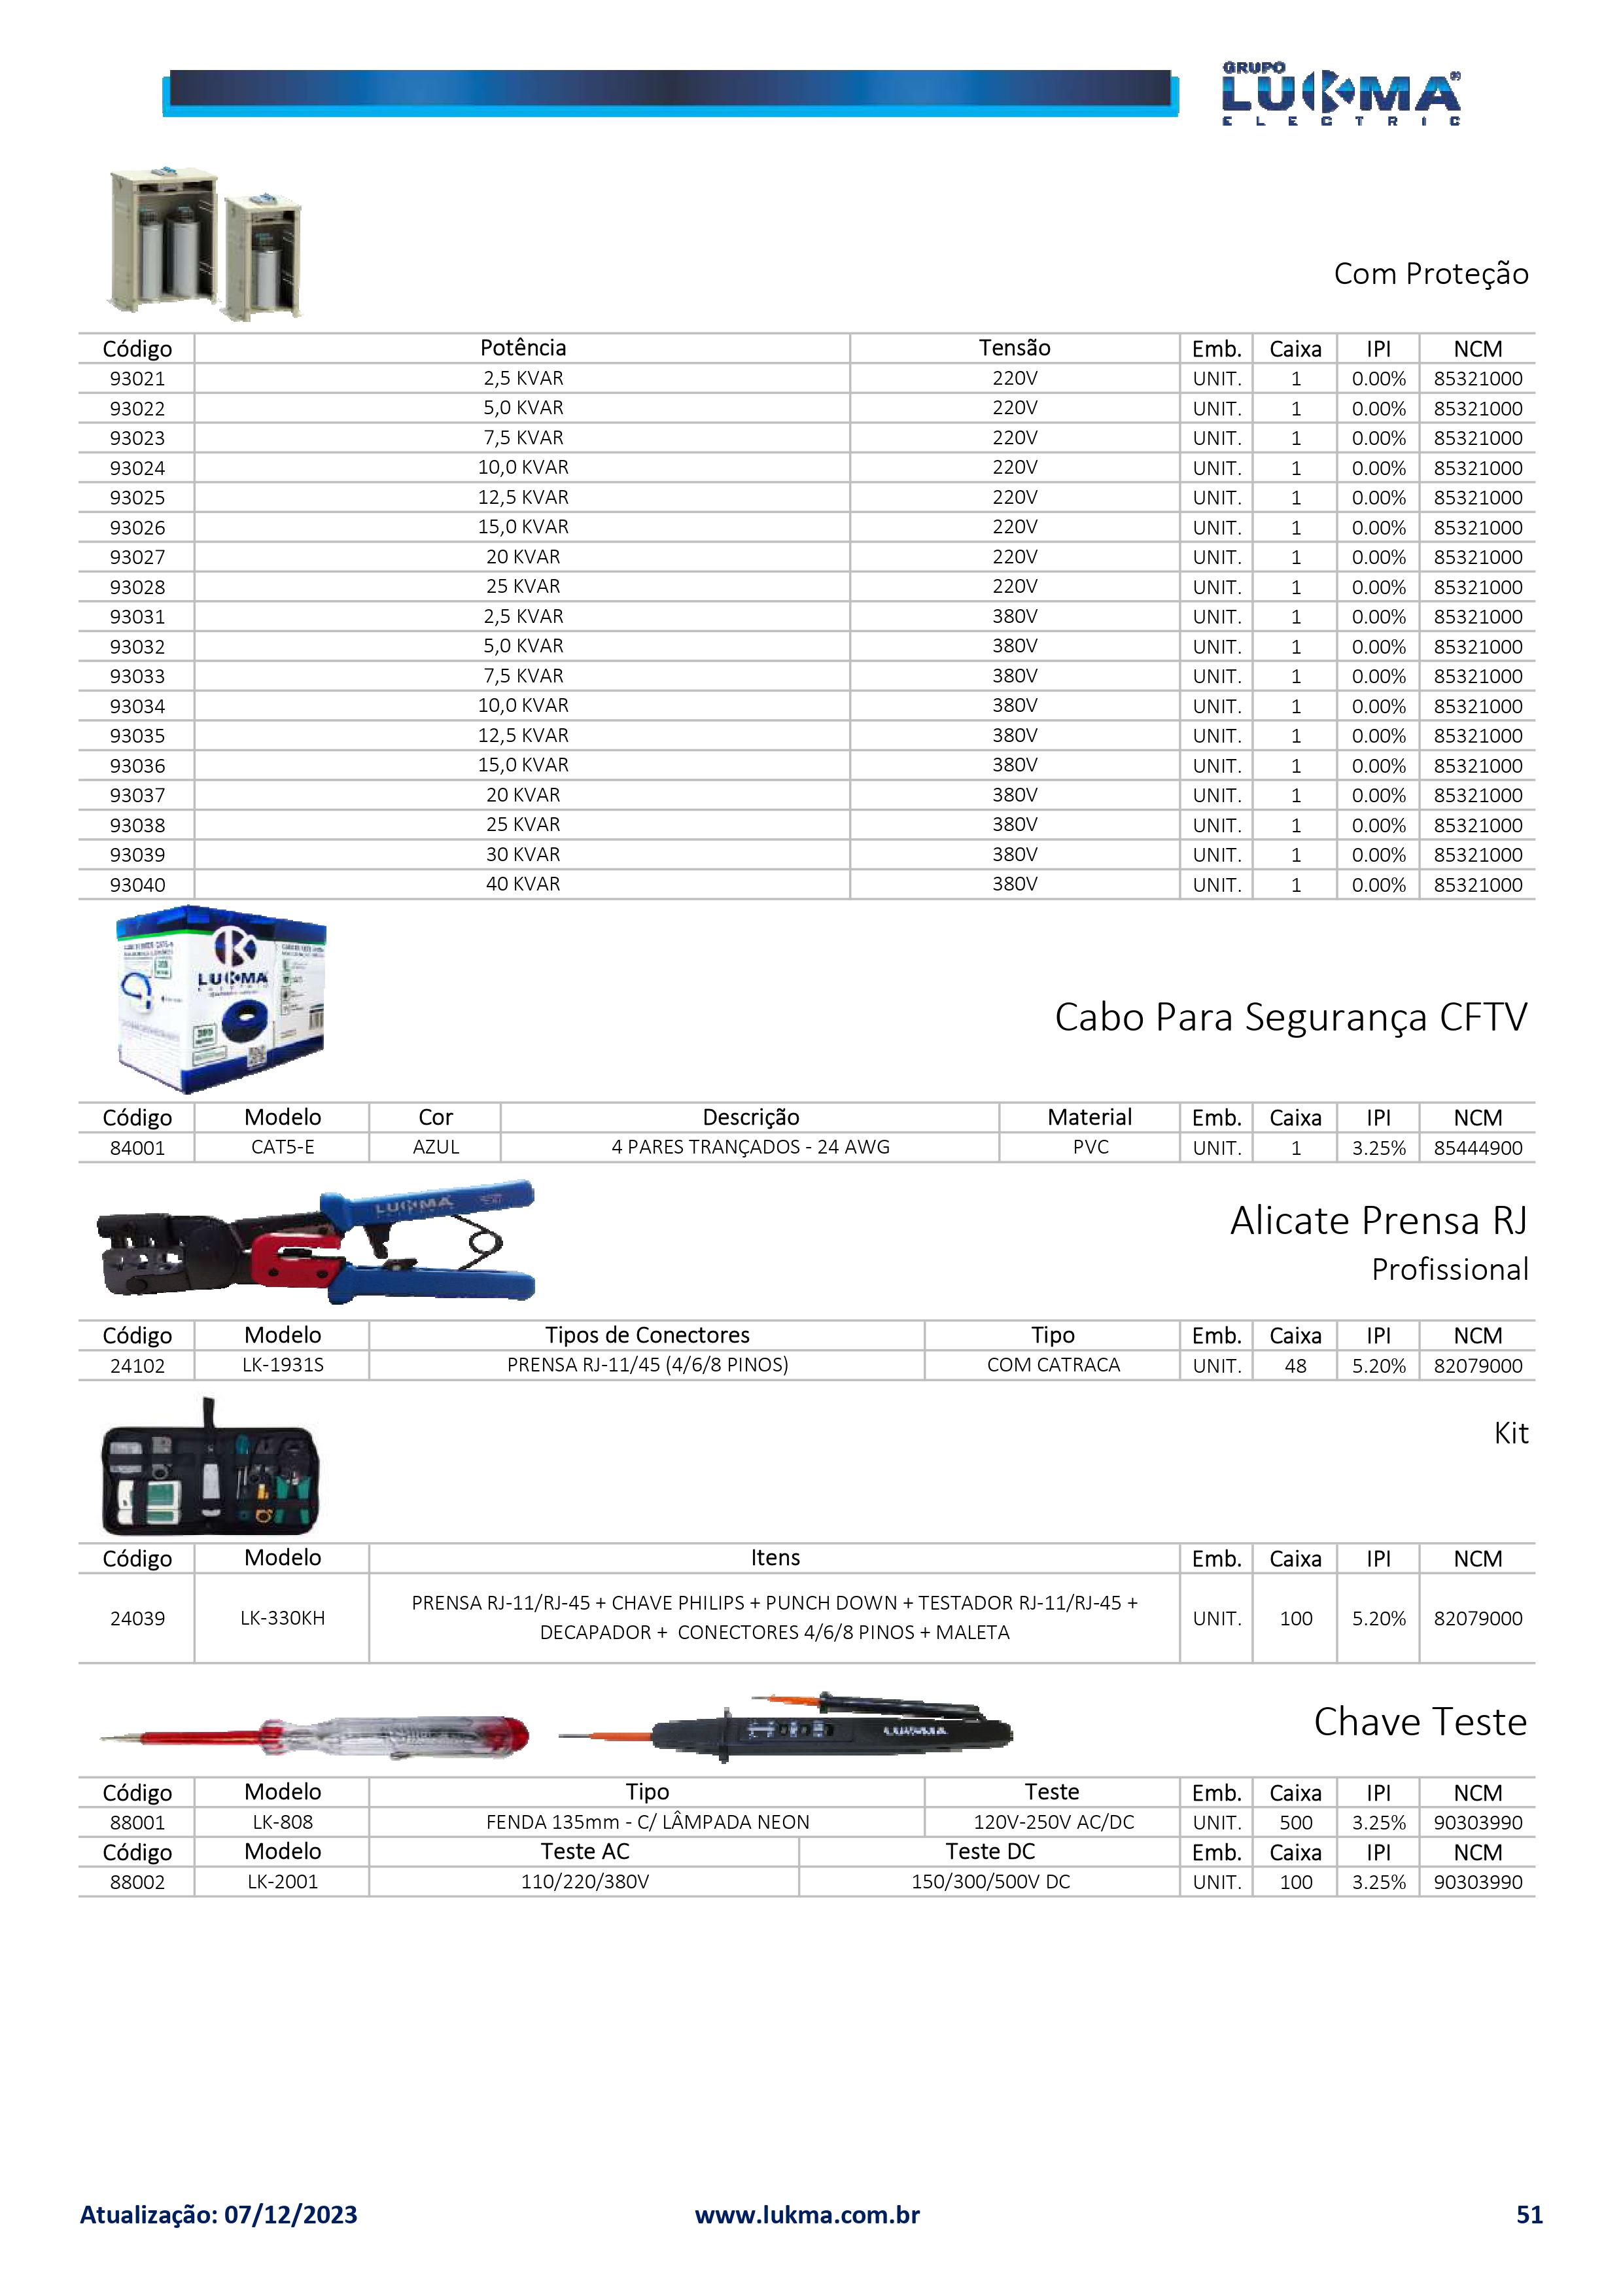 GRUPO
LUKMA®
ELECTRIC
Com Proteção
Código Potência Tensão Emb. Caixa IPI NCM
93021 2,5 KVAR 220V UNIT. 1 0.00% 85321000
93022 5,0 KVAR 220V UNIT. 1 0.00% 85321000
93023 7,5 KVAR 220V UNIT. 1 0.00% 85321000
93024 10,0 KVAR 220V UNIT. 1 0.00% 85321000
93025 12,5 KVAR 220V UNIT. 1 0.00% 85321000
93026 15,0 KVAR 220V UNIT. 1 0.00% 85321000
93027 20 KVAR 220V UNIT. 1 0.00% 85321000
93028 25 KVAR 220V UNIT. 1 0.00% 85321000
93031 2,5 KVAR 380V UNIT. 1 0.00% 85321000
93032 5,0 KVAR 380V UNIT. 1 0.00% 85321000
93033 7,5 KVAR 380V UNIT. 1 0.00% 85321000
93034 10,0 KVAR 380V UNIT. 1 0.00% 85321000
93035 12,5 KVAR 380V UNIT. 1 0.00% 85321000
93036 15,0 KVAR 380V UNIT. 1 0.00% 85321000
93037 20 KVAR 380V UNIT. 1 0.00% 85321000
93038 25 KVAR 380V UNIT. 1 0.00% 85321000
93039 30 KVAR 380V UNIT. 1 0.00% 85321000
93040 40 KVAR 380V UNIT. 1 0.00% 85321000
LUKMA
Cabo Para Segurança CFTV
Código Modelo Cor Descrição Material Emb. Caixa IPI NCM
84001 CAT5-E AZUL 4 PARES TRANÇADOS - 24 AWG PVC UNIT. 1 3.25% 85444900
LUKMA
Alicate Prensa RJ
Profissional
Código Modelo Tipos de Conectores Tipo Emb. Caixa IPI NCM
24102 LK-1931S PRENSA RJ-11/45 (4/6/8 PINOS) COM CATRACA UNIT. 48 5.20% 82079000
Kit
Código Modelo Itens Emb. Caixa IPI NCM
24039 LK-330KH PRENSA RJ-11/RJ-45 + CHAVE PHILIPS + PUNCH DOWN + TESTADOR RJ-11/RJ-45 +
DECAPADOR + CONECTORES 4/6/8 PINOS + MALETA UNIT. 100 5.20% 82079000
LUKMA
Chave Teste
Código Modelo Tipo Teste Emb. Caixa IPI NCM
88001 LK-808 FENDA 135mm - C/ LÂMPADA NEON 120V-250V AC/DC UNIT. 500 3.25% 90303990
Código Modelo Teste AC Teste DC Emb. Caixa IPI NCM
88002 LK-2001 110/220/380V 150/300/500V DC UNIT. 100 3.25% 90303990
Atualização: 07/12/2023 www.lukma.com.br 51